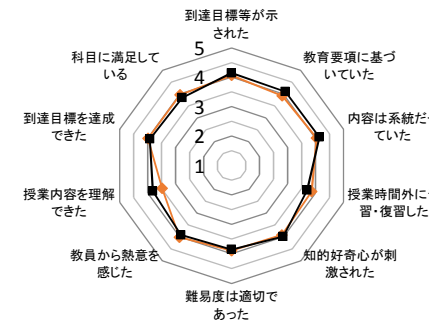 到達目標等が示
された
5
4
3
2
1
教育要項に基づ
いていた
内容は系統だっ
ていた
授業時間外に
習・復習した
知的好奇心が刺
激された
難易度は適切で
あった
教員から熱意を
感じた
授業内容を理解
できた
到達目標を達成
できた
科目に満足して
いる